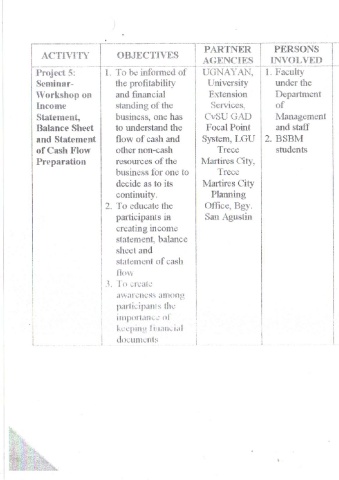 ACTIVITY
OBJECTIVES
PARTNER
AGENCIES
PERSONS
INVOLVED
Project 5:
Seminar-
Workshop on
Income
Statement,
Balance Sheet
and Statement
of Cash Flow
Preparation
1. To be informed of
the profitability
and financial
standing of the
business, one has
to understand the
flow of cash and
other non-cash
resources of the
business for one to
decide as to its
continuity.
2. To educate the
participants in
creating income
statement, balance
sheet and
statement of cash
flow
3. To create
awareness among
participants the
importance of
keeping financial
documents
UGNAYAN,
University
Extension
Services,
CvSU GAD
Focal Point
System, LGU
Trece
Martires City,
Trece
Martires City
Planning
Office, Bgy.
San Agustin
1. Faculty
under the
Department
of
Management
and staff
2. BSBM
students